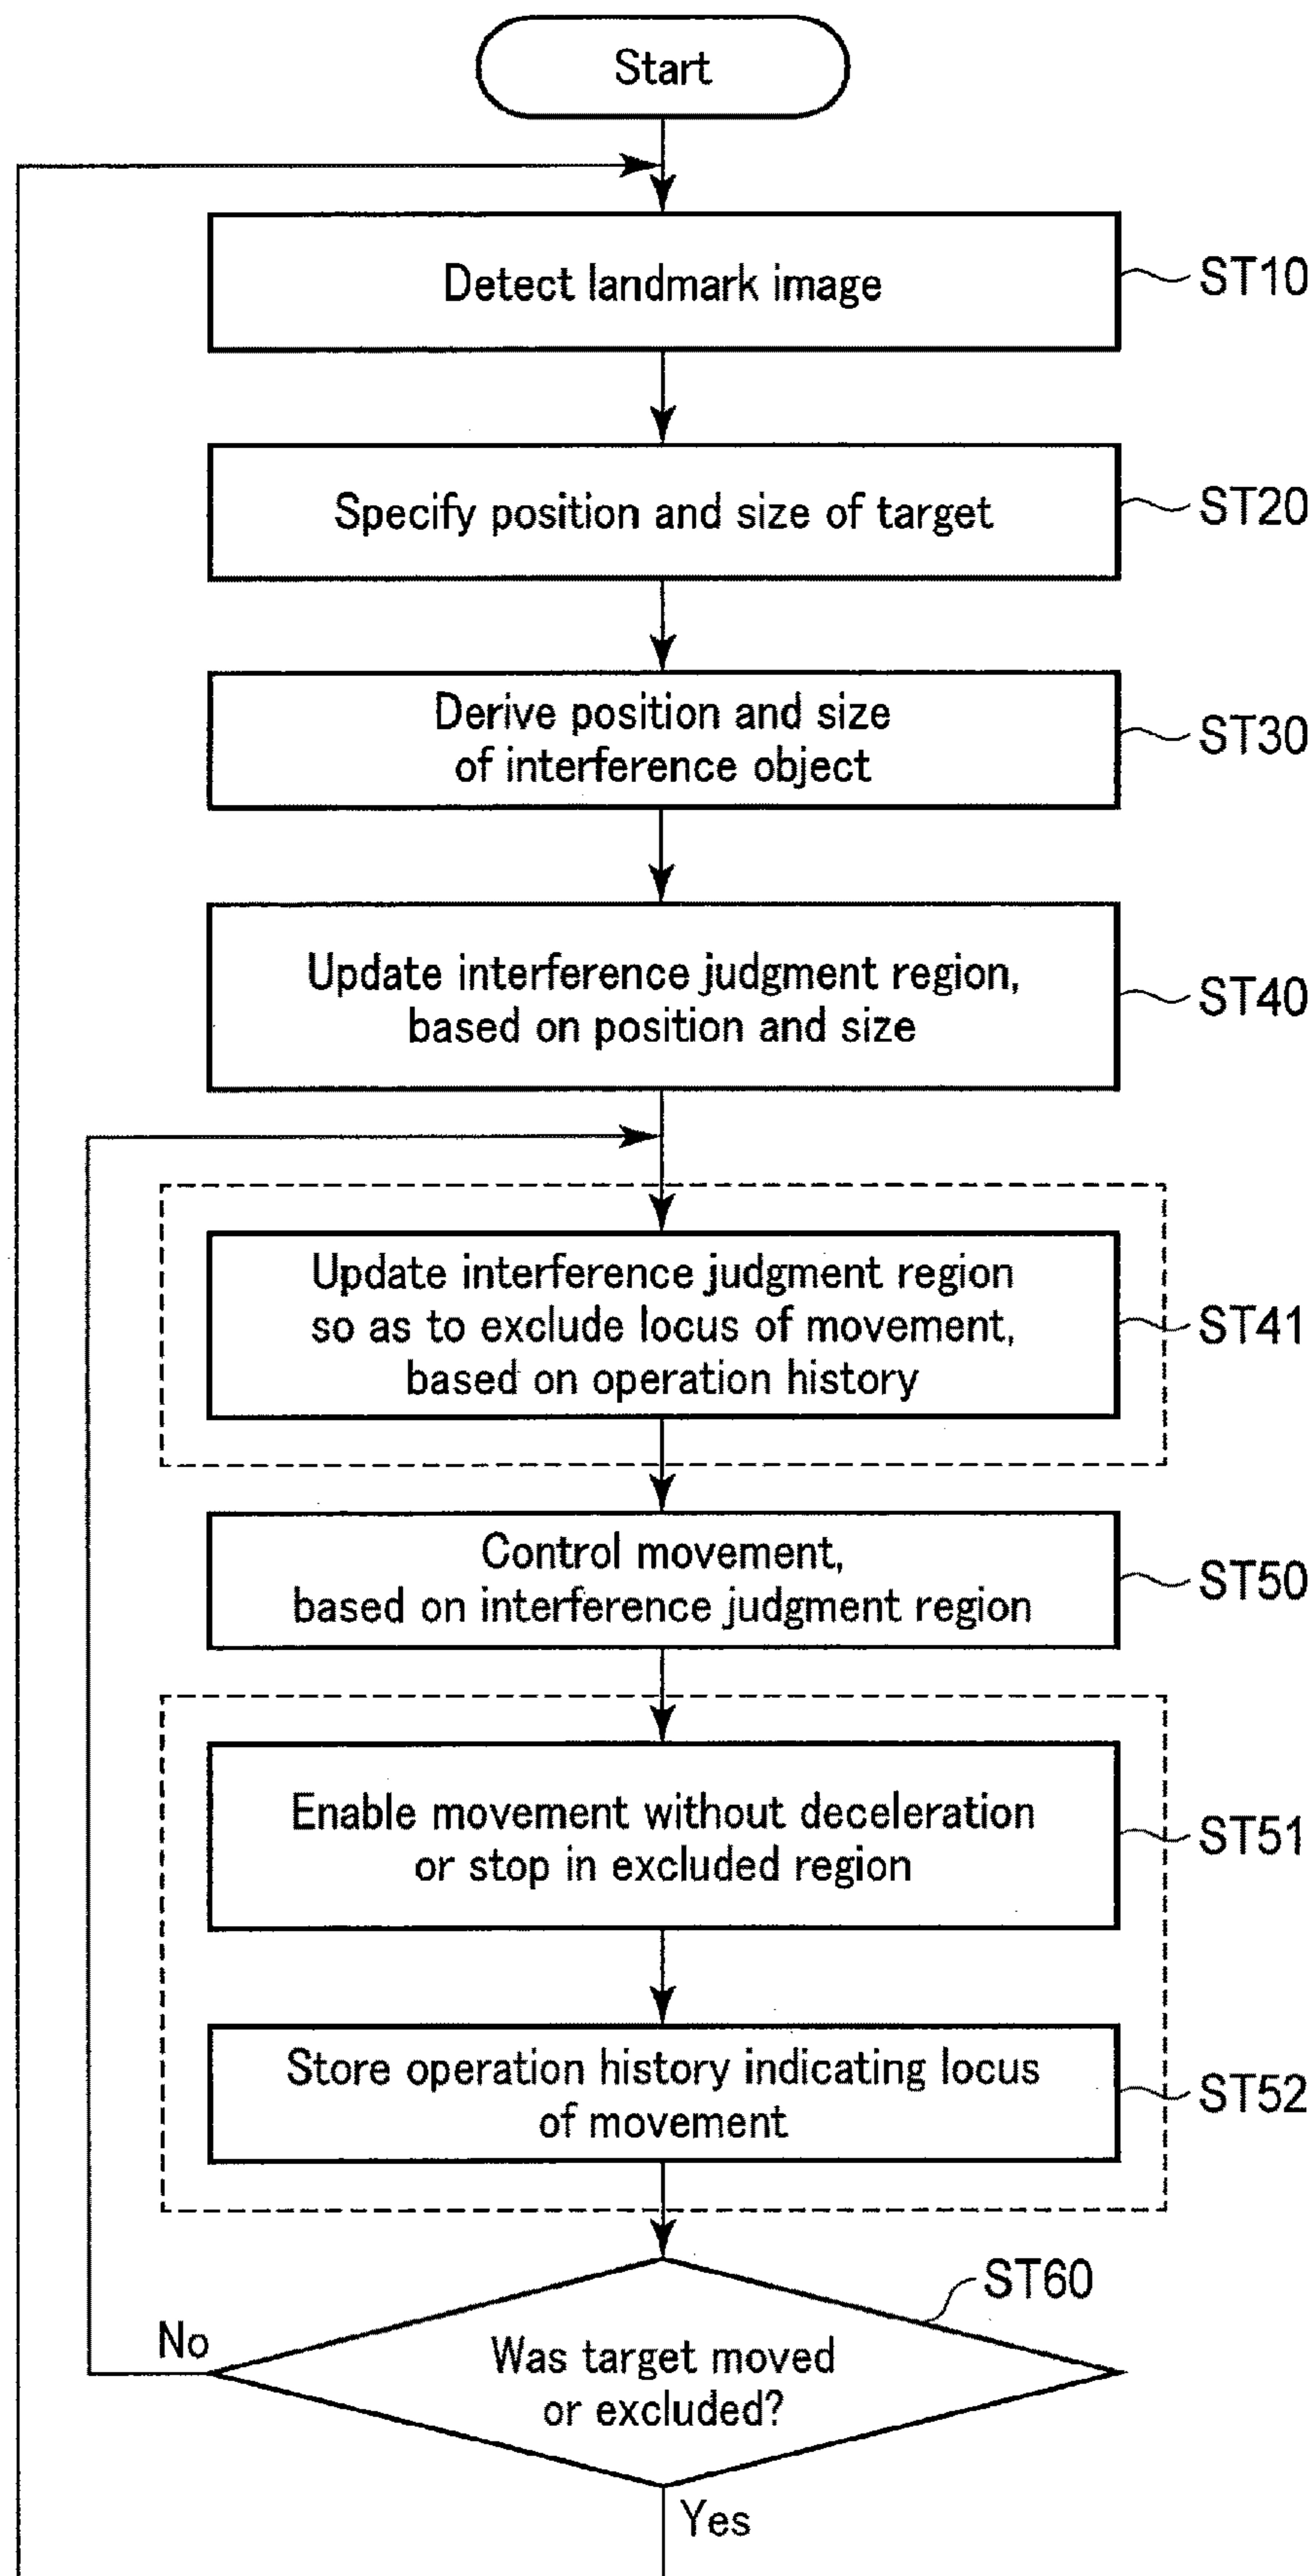 Start
Detect landmark image
ST10
Specify position and size of target
ST20
Derive position and size
of interference object
ST30
Update interference judgment region,
based on position and size
ST40
Update interference judgment region
so as to exclude locus of movement,
based on operation history
ST41
Control movement,
based on interference judgment region
ST50
Enable movement without deceleration
or stop in excluded region
ST51
Store operation history indicating locus
of movement
ST52
ST60
No
Was target moved
or excluded?
Yes